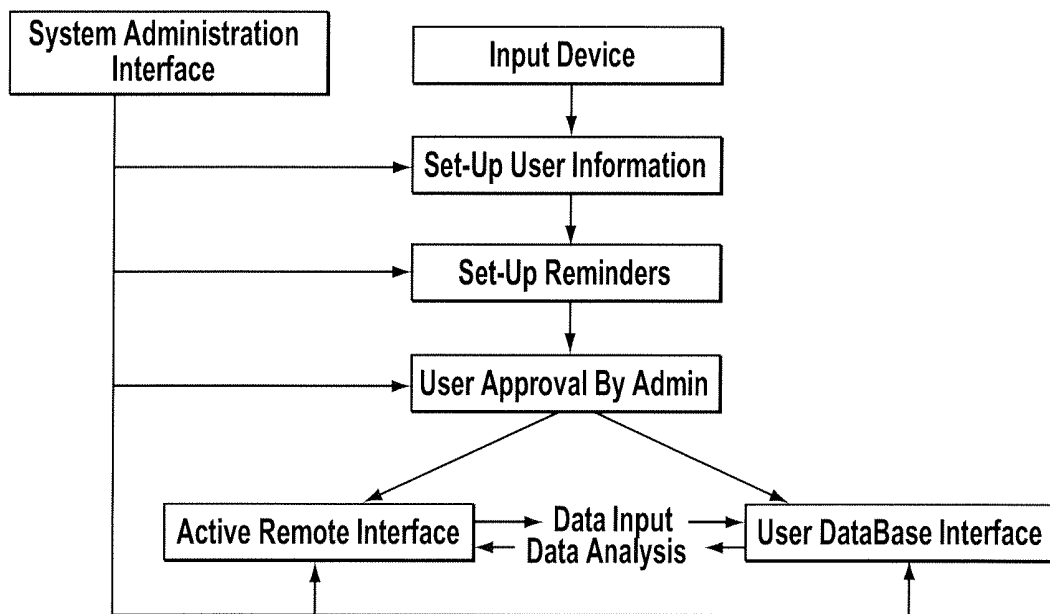 System Administration
Interface
Input Device
Set-Up User Information
Set-Up Reminders
User Approval By Admin
Active Remote Interface
Data Input
Data Analysis
User DataBase Interface